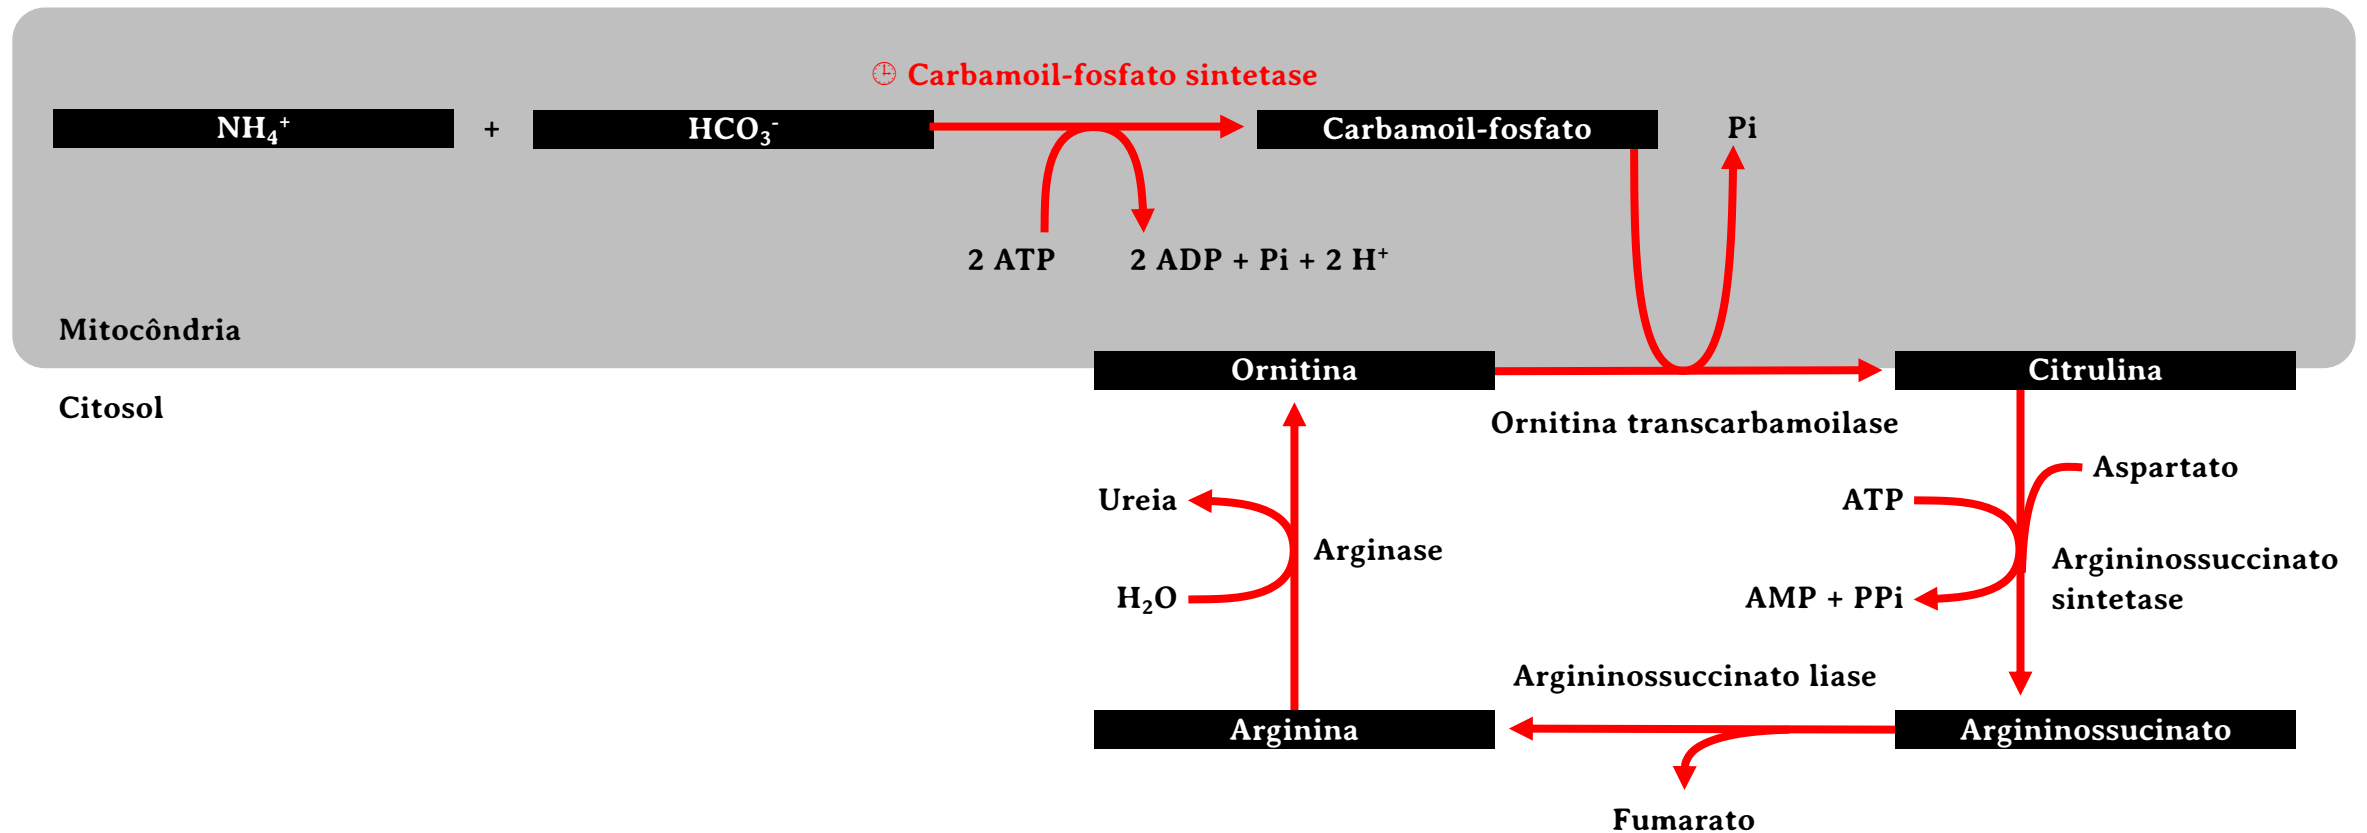 🕒 Carbamoil-fosfato sintetase
NH₄⁺ + HCO₃⁻ Carbamoil-fosfato Pi
2 ATP 2 ADP + Pi + 2 H⁺
Mitocôndria
Ornitina Citrulina
Citosol
Ornitina transcarbamoilase
Aspartato
Ureia ATP
Arginase
Argininossuccinato
sintetase
H₂O AMP + PPi
Argininossuccinato liase
Arginina Argininossucinato
Fumarato